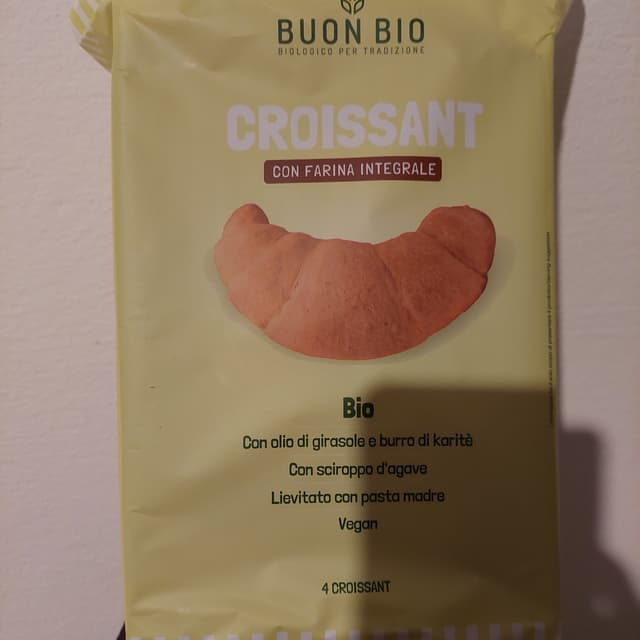 BUON BIO
BIOLOGICO PER TRADIZIONE
CROISSANT
CON FARINA INTEGRALE
Bio
Con olio di girasole e burro di karitè
Con sciroppo d'agave
Lievitato con pasta madre
Vegan
4 CROISSANT